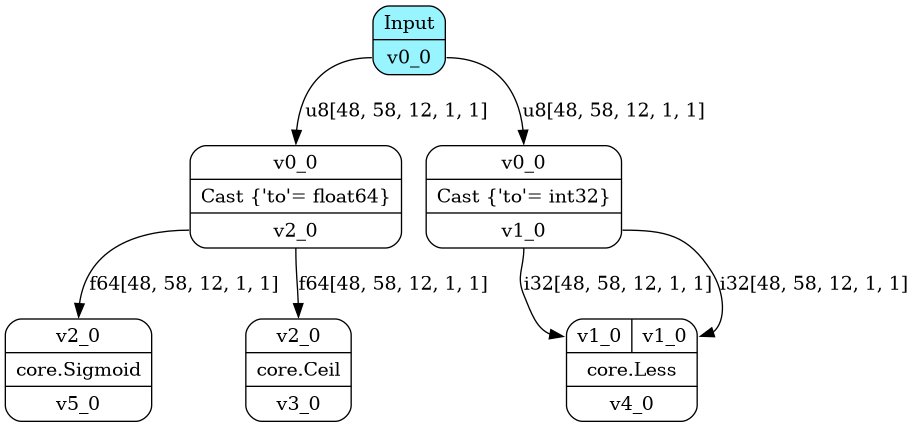 Input
v0_0
u8[48, 58, 12, 1, 1]
u8[48, 58, 12, 1, 1]
v0_0
Cast {'to'= float64}
v2_0
v0_0
Cast {'to'= int32}
v1_0
f64[48, 58, 12, 1, 1]
f64[48, 58, 12, 1, 1]
i32[48, 58, 12, 1, 1]
i32[48, 58, 12, 1, 1]
v2_0
core.Sigmoid
v5_0
v2_0
core.Ceil
v3_0
v1_0 v1_0
core.Less
v4_0